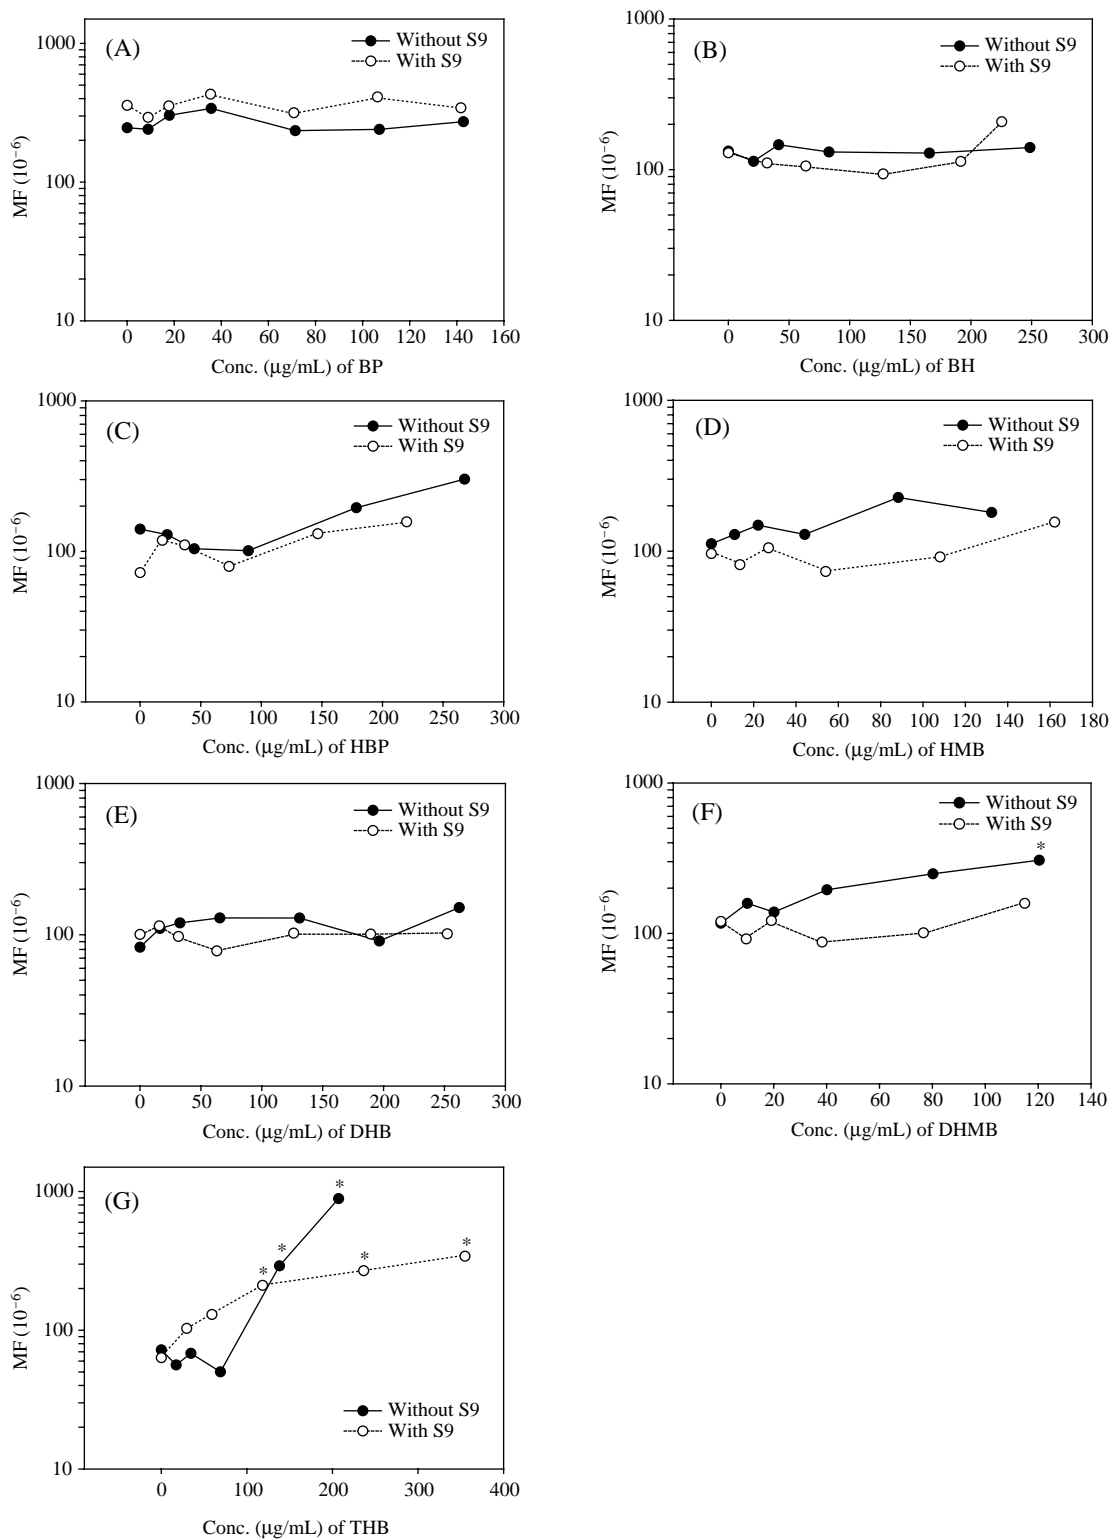 (A)
Without S9
With S9
1000
100
10
MF (10⁻⁶)
0 20 40 60 80 100 120 140 160
Conc. (μg/mL) of BP
(B)
Without S9
With S9
1000
100
10
MF (10⁻⁶)
0 50 100 150 200 250 300
Conc. (μg/mL) of BH
(C)
Without S9
With S9
1000
100
10
MF (10⁻⁶)
0 50 100 150 200 250 300
Conc. (μg/mL) of HBP
(D)
Without S9
With S9
1000
100
10
MF (10⁻⁶)
0 20 40 60 80 100 120 140 160 180
Conc. (μg/mL) of HMB
(E)
Without S9
With S9
1000
100
10
MF (10⁻⁶)
0 50 100 150 200 250 300
Conc. (μg/mL) of DHB
(F)
Without S9
With S9
*
1000
100
10
MF (10⁻⁶)
0 20 40 60 80 100 120 140
Conc. (μg/mL) of DHMB
(G)
* * * * *
1000
100
10
MF (10⁻⁶)
Without S9
With S9
0 100 200 300 400
Conc. (μg/mL) of THB